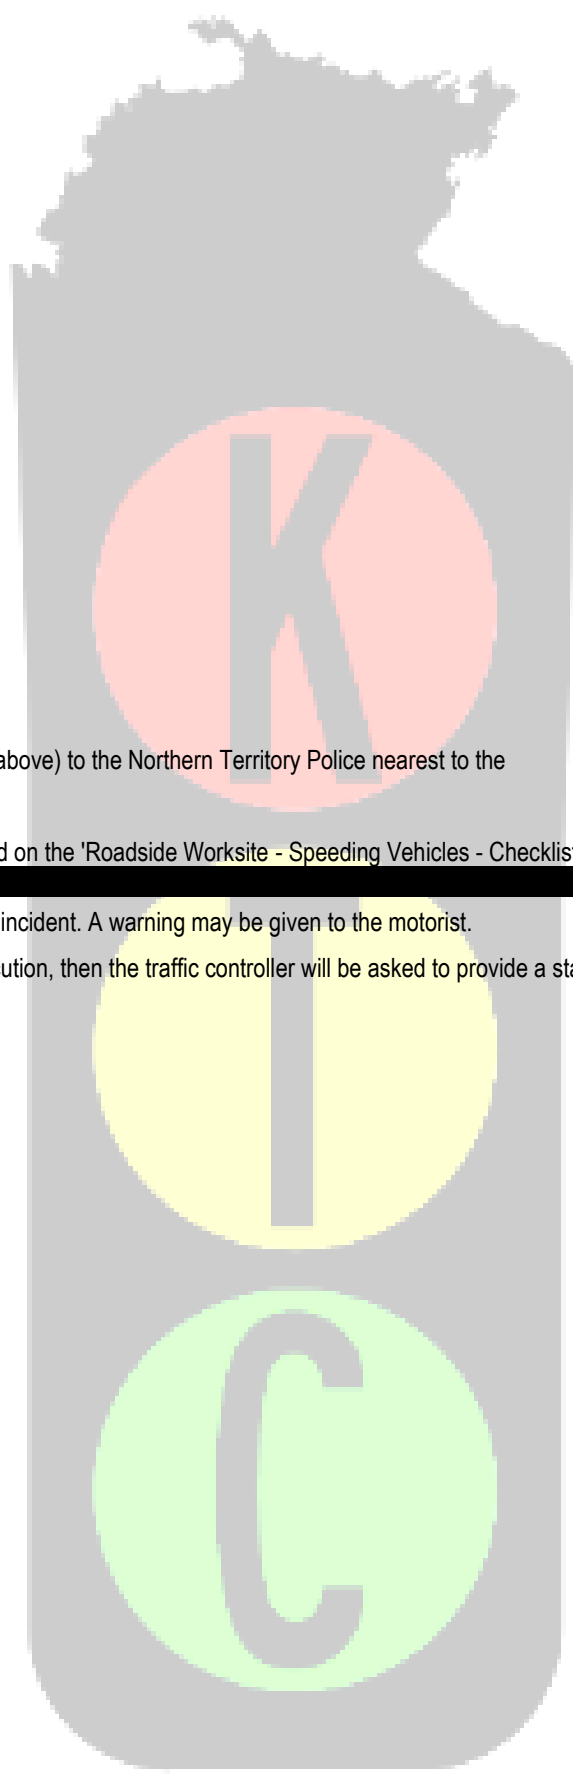 K
above) to the Northern Territory Police nearest to the
d on the 'Roadside Worksite - Speeding Vehicles - Checklist
incident. A warning may be given to the motorist.
T
ution, then the traffic controller will be asked to provide a sta
C